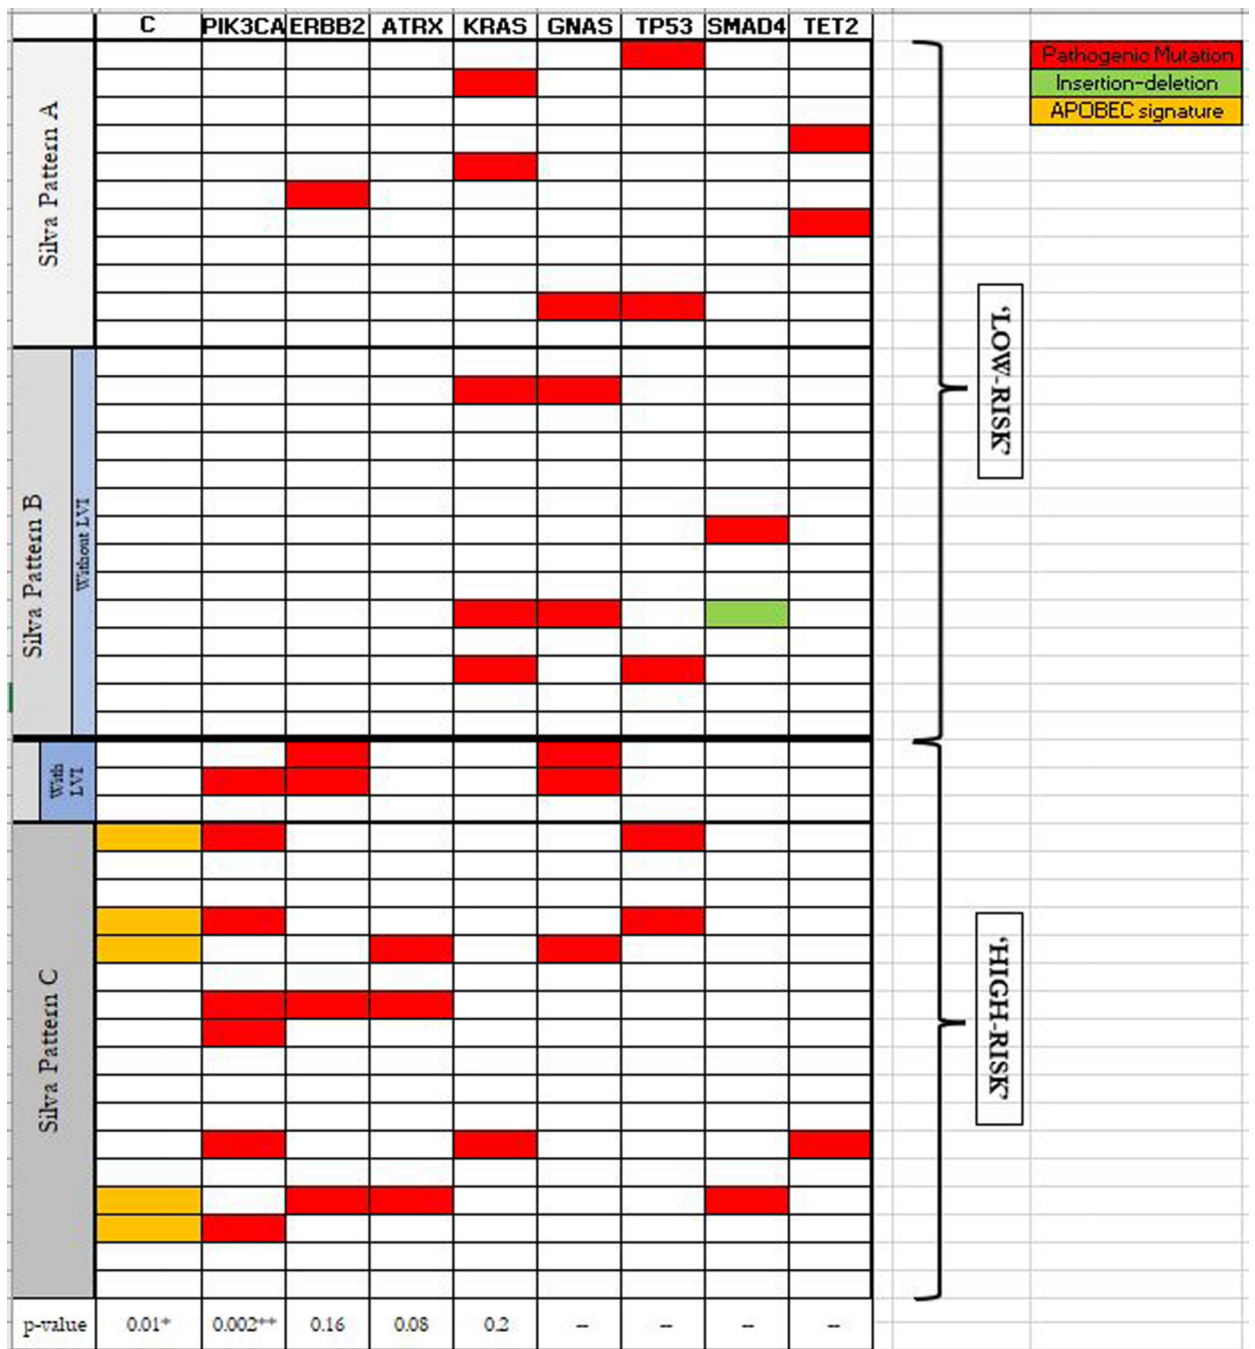 C PIK3CA ERBB2 ATRX KRAS GNAS TP53 SMAD4 TET2
Pathogenic Mutation
Insertion-deletion
APOBEC signature
Silva Pattern A
'LOW-RISK'
Silva Pattern B
Without LVI
With
LVI
Silva Pattern C
'HIGH-RISK'
p-value 0.01* 0.002** 0.16 0.08 0.2 -- -- -- --